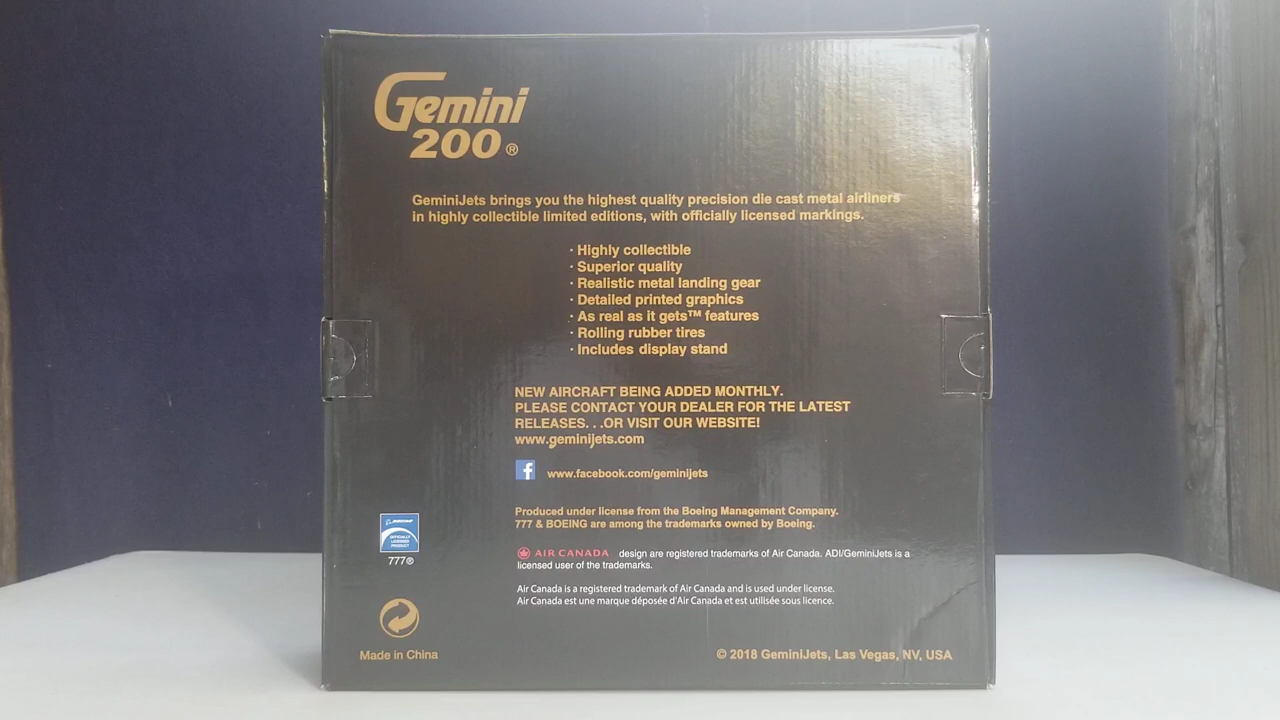 Gemini
200 ®
GeminiJets brings you the highest quality precision die cast metal airliners
in highly collectible limited editions, with officially licensed markings.
· Highly collectible
· Superior quality
· Realistic metal landing gear
· Detailed printed graphics
· As real as it gets™ features
· Rolling rubber tires
· Includes display stand
NEW AIRCRAFT BEING ADDED MONTHLY.
PLEASE CONTACT YOUR DEALER FOR THE LATEST
RELEASES. . .OR VISIT OUR WEBSITE!
www.geminijets.com
f www.facebook.com/geminijets
Produced under license from the Boeing Management Company.
777 & BOEING are among the trademarks owned by Boeing.
BOEING
OFFICIALLY
LICENSED
PRODUCT
777®
AIR CANADA design are registered trademarks of Air Canada. ADI/GeminiJets is a
licensed user of the trademarks.
Air Canada is a registered trademark of Air Canada and is used under license.
Air Canada est une marque déposée d'Air Canada et est utilisée sous licence.
Made in China
© 2018 GeminiJets, Las Vegas, NV, USA